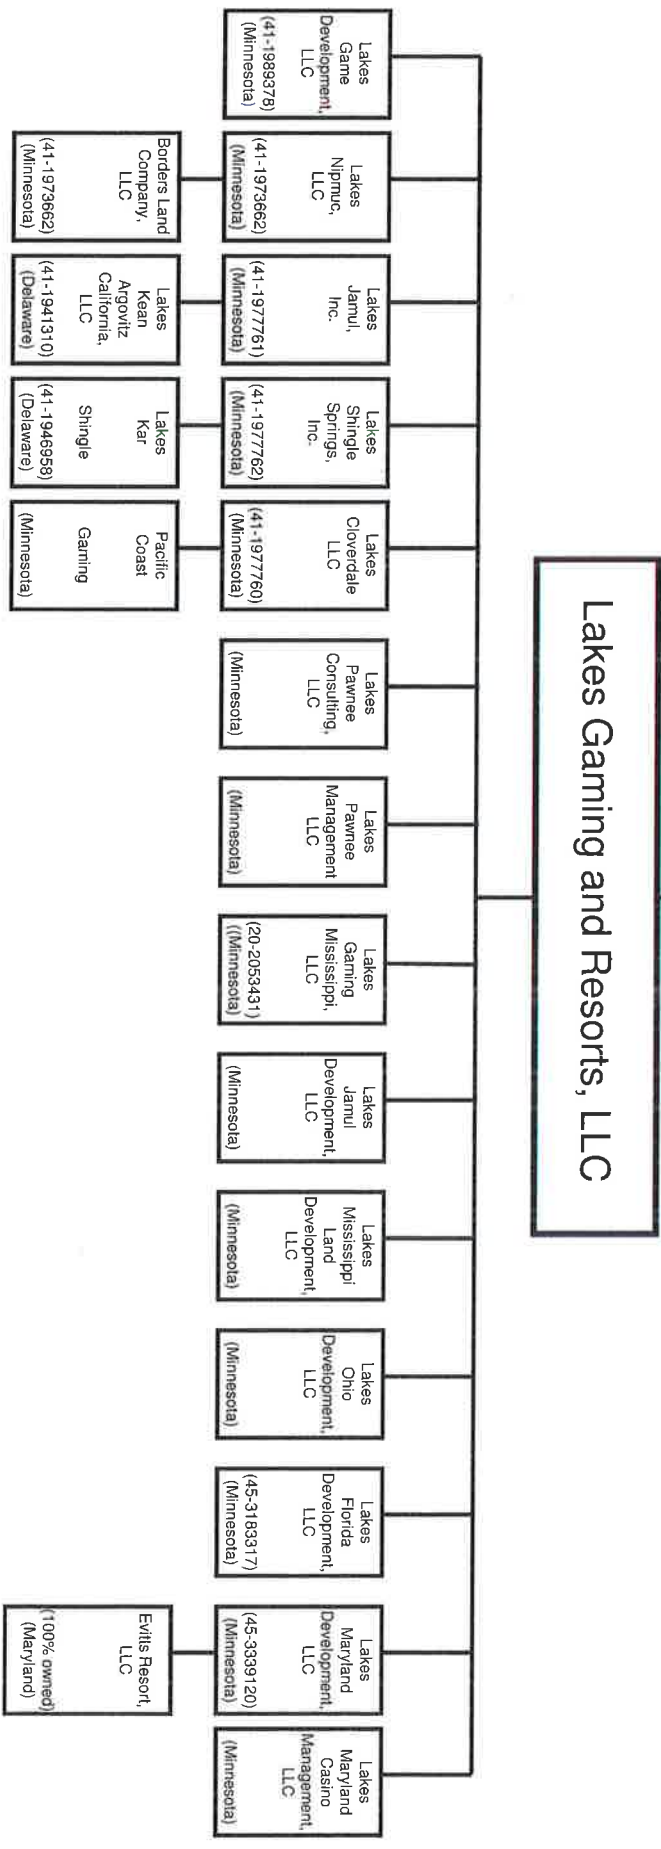 Lakes Gaming and Resorts, LLC
Lakes
Game
Development,
LLC
(41-1989378)
(Minnesota)
Lakes
Nipmuc,
LLC
(41-1973662)
(Minnesota)
Lakes
Jamul,
Inc.
(41-1977761)
(Minnesota)
Lakes
Shingle
Springs,
Inc.
(41-1977762)
(Minnesota)
Lakes
Cloverdale
LLC
(41-1977760)
(Minnesota)
Lakes
Pawnee
Consulting,
LLC
(Minnesota)
Lakes
Pawnee
Management
LLC
(Minnesota)
Lakes
Gaming
Mississippi,
LLC
(20-2053431)
((Minnesota)
Lakes
Jamul
Development,
LLC
(Minnesota)
Lakes
Mississippi
Land
Development,
LLC
(Minnesota)
Lakes
Ohio
Development,
LLC
(Minnesota)
Lakes
Florida
Development,
LLC
(45-3183317)
(Minnesota)
Lakes
Maryland
Development,
LLC
(45-3339120)
(Minnesota)
Lakes
Maryland
Casino
Management,
LLC
(Minnesota)
Borders Land
Company,
LLC
(41-1973662)
(Minnesota)
Lakes
Kean
Argovitz
California,
LLC
(41-1941310)
(Delaware)
Lakes
Kar
Shingle
(41-1946958)
(Delaware)
Pacific
Coast
Gaming
(Minnesota)
Evitts Resort,
LLC
(100% owned)
(Maryland)